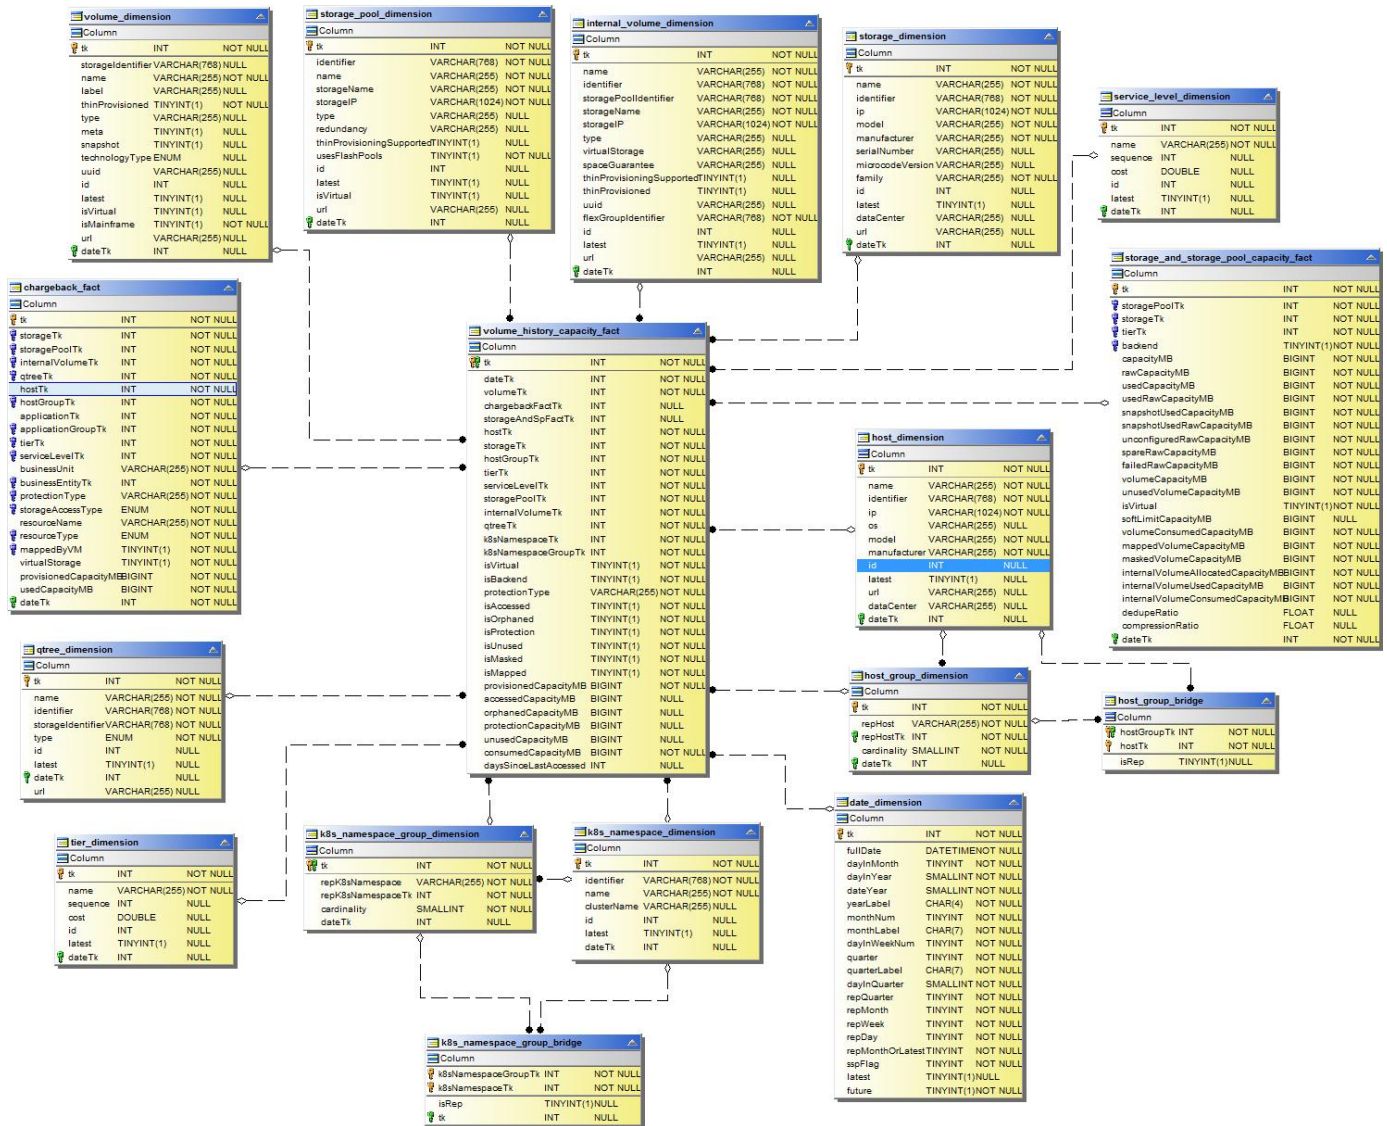 volume_dimension
Column
tk INT NOT NULL
storageIdentifier VARCHAR(768) NULL
name VARCHAR(255) NOT NULL
label VARCHAR(255) NULL
thinProvisioned TINYINT(1) NOT NULL
type VARCHAR(255) NULL
meta TINYINT(1) NULL
snapshot TINYINT(1) NULL
technologyType ENUM NULL
uuid VARCHAR(255) NULL
id INT NULL
latest TINYINT(1) NULL
isVirtual TINYINT(1) NULL
isMainframe TINYINT(1) NOT NULL
url VARCHAR(255) NULL
dateTk INT NULL
storage_pool_dimension
Column
tk INT NOT NULL
identifier VARCHAR(768) NOT NULL
name VARCHAR(255) NOT NULL
storageName VARCHAR(255) NOT NULL
storageIP VARCHAR(1024) NOT NULL
type VARCHAR(255) NULL
redundancy VARCHAR(255) NULL
thinProvisioningSupported TINYINT(1) NULL
usesFlashPools TINYINT(1) NOT NULL
id INT NULL
latest TINYINT(1) NULL
isVirtual TINYINT(1) NULL
url VARCHAR(255) NULL
dateTk INT NULL
internal_volume_dimension
Column
tk INT NOT NULL
name VARCHAR(255) NOT NULL
identifier VARCHAR(768) NOT NULL
storagePoolIdentifier VARCHAR(768) NOT NULL
storageName VARCHAR(255) NOT NULL
storageIP VARCHAR(1024) NOT NULL
type VARCHAR(255) NULL
virtualStorage VARCHAR(255) NULL
spaceGuarantee VARCHAR(255) NULL
thinProvisioningSupported TINYINT(1) NULL
thinProvisioned TINYINT(1) NULL
uuid VARCHAR(255) NULL
flexGroupIdentifier VARCHAR(768) NOT NULL
id INT NULL
latest TINYINT(1) NULL
url VARCHAR(255) NULL
dateTk INT NULL
storage_dimension
Column
tk INT NOT NULL
name VARCHAR(255) NOT NULL
identifier VARCHAR(768) NOT NULL
ip VARCHAR(1024) NOT NULL
model VARCHAR(255) NOT NULL
manufacturer VARCHAR(255) NOT NULL
serialNumber VARCHAR(255) NULL
microcodeVersion VARCHAR(255) NULL
family VARCHAR(255) NOT NULL
id INT NULL
latest TINYINT(1) NULL
dataCenter VARCHAR(255) NULL
url VARCHAR(255) NULL
dateTk INT NULL
service_level_dimension
Column
tk INT NOT NULL
name VARCHAR(255) NOT NULL
sequence INT NULL
cost DOUBLE NULL
id INT NULL
latest TINYINT(1) NULL
dateTk INT NULL
chargeback_fact
Column
tk INT NOT NULL
storageTk INT NOT NULL
storagePoolTk INT NOT NULL
internalVolumeTk INT NOT NULL
qtreeTk INT NOT NULL
hostTk INT NOT NULL
hostGroupTk INT NOT NULL
applicationTk INT NOT NULL
applicationGroupTk INT NOT NULL
tierTk INT NOT NULL
serviceLevelTk INT NOT NULL
businessUnit VARCHAR(255) NOT NULL
businessEntityTk INT NOT NULL
protectionType VARCHAR(255) NOT NULL
storageAccessType ENUM NOT NULL
resourceName VARCHAR(255) NOT NULL
resourceType ENUM NOT NULL
mappedByVM TINYINT(1) NOT NULL
virtualStorage TINYINT(1) NOT NULL
provisionedCapacityMB BIGINT NOT NULL
usedCapacityMB BIGINT NOT NULL
dateTk INT NOT NULL
volume_history_capacity_fact
Column
tk INT NOT NULL
dateTk INT NOT NULL
volumeTk INT NOT NULL
chargebackFactTk INT NULL
storageAndSpFactTk INT NULL
hostTk INT NOT NULL
storageTk INT NOT NULL
hostGroupTk INT NOT NULL
tierTk INT NOT NULL
serviceLevelTk INT NOT NULL
storagePoolTk INT NOT NULL
internalVolumeTk INT NOT NULL
qtreeTk INT NOT NULL
k8sNamespaceTk INT NOT NULL
k8sNamespaceGroupTk INT NOT NULL
isVirtual TINYINT(1) NOT NULL
isBackend TINYINT(1) NOT NULL
protectionType VARCHAR(255) NOT NULL
isAccessed TINYINT(1) NOT NULL
isOrphaned TINYINT(1) NOT NULL
isProtection TINYINT(1) NOT NULL
isUnused TINYINT(1) NOT NULL
isMasked TINYINT(1) NOT NULL
isMapped TINYINT(1) NOT NULL
provisionedCapacityMB BIGINT NOT NULL
accessedCapacityMB BIGINT NULL
orphanedCapacityMB BIGINT NULL
protectionCapacityMB BIGINT NULL
unusedCapacityMB BIGINT NULL
consumedCapacityMB BIGINT NOT NULL
daysSinceLastAccessed INT NULL
storage_and_storage_pool_capacity_fact
Column
tk INT NOT NULL
storagePoolTk INT NOT NULL
storageTk INT NOT NULL
tierTk INT NOT NULL
backend TINYINT(1) NOT NULL
capacityMB BIGINT NOT NULL
rawCapacityMB BIGINT NOT NULL
usedCapacityMB BIGINT NOT NULL
usedRawCapacityMB BIGINT NOT NULL
snapshotUsedCapacityMB BIGINT NOT NULL
snapshotUsedRawCapacityMB BIGINT NOT NULL
unconfiguredRawCapacityMB BIGINT NOT NULL
spareRawCapacityMB BIGINT NOT NULL
failedRawCapacityMB BIGINT NOT NULL
volumeCapacityMB BIGINT NOT NULL
unusedVolumeCapacityMB BIGINT NOT NULL
isVirtual TINYINT(1) NOT NULL
softLimitCapacityMB BIGINT NULL
volumeConsumedCapacityMB BIGINT NOT NULL
mappedVolumeCapacityMB BIGINT NOT NULL
maskedVolumeCapacityMB BIGINT NOT NULL
internalVolumeAllocatedCapacityMB BIGINT NOT NULL
internalVolumeUsedCapacityMB BIGINT NOT NULL
internalVolumeConsumedCapacityMB BIGINT NOT NULL
dedupeRatio FLOAT NULL
compressionRatio FLOAT NULL
dateTk INT NOT NULL
host_dimension
Column
tk INT NOT NULL
name VARCHAR(255) NOT NULL
identifier VARCHAR(768) NOT NULL
ip VARCHAR(1024) NOT NULL
os VARCHAR(255) NULL
model VARCHAR(255) NOT NULL
manufacturer VARCHAR(255) NOT NULL
id INT NULL
latest TINYINT(1) NULL
url VARCHAR(255) NULL
dataCenter VARCHAR(255) NULL
dateTk INT NULL
qtree_dimension
Column
tk INT NOT NULL
name VARCHAR(255) NOT NULL
identifier VARCHAR(768) NOT NULL
storageIdentifier VARCHAR(768) NOT NULL
type ENUM NOT NULL
id INT NULL
latest TINYINT(1) NULL
dateTk INT NULL
url VARCHAR(255) NULL
host_group_dimension
Column
tk INT NOT NULL
repHost VARCHAR(255) NOT NULL
repHostTk INT NOT NULL
cardinality SMALLINT NOT NULL
dateTk INT NULL
host_group_bridge
Column
hostGroupTk INT NOT NULL
hostTk INT NOT NULL
isRep TINYINT(1) NULL
tier_dimension
Column
tk INT NOT NULL
name VARCHAR(255) NOT NULL
sequence INT NULL
cost DOUBLE NULL
id INT NULL
latest TINYINT(1) NULL
dateTk INT NULL
k8s_namespace_group_dimension
Column
tk INT NOT NULL
repK8sNamespace VARCHAR(255) NOT NULL
repK8sNamespaceTk INT NOT NULL
cardinality SMALLINT NOT NULL
dateTk INT NULL
k8s_namespace_dimension
Column
tk INT NOT NULL
identifier VARCHAR(768) NOT NULL
name VARCHAR(255) NOT NULL
clusterName VARCHAR(255) NULL
id INT NULL
latest TINYINT(1) NULL
dateTk INT NULL
date_dimension
Column
tk INT NOT NULL
fullDate DATETIME NOT NULL
dayInMonth TINYINT NOT NULL
dayInYear SMALLINT NOT NULL
dateYear SMALLINT NOT NULL
yearLabel CHAR(4) NOT NULL
monthNum TINYINT NOT NULL
monthLabel CHAR(7) NOT NULL
dayInWeekNum TINYINT NOT NULL
quarter TINYINT NOT NULL
quarterLabel CHAR(7) NOT NULL
dayInQuarter SMALLINT NOT NULL
repQuarter TINYINT NOT NULL
repMonth TINYINT NOT NULL
repWeek TINYINT NOT NULL
repDay TINYINT NOT NULL
repMonthOrLatest TINYINT NOT NULL
sspFlag TINYINT NOT NULL
latest TINYINT(1) NULL
future TINYINT(1) NOT NULL
k8s_namespace_group_bridge
Column
k8sNamespaceGroupTk INT NOT NULL
k8sNamespaceTk INT NOT NULL
isRep TINYINT(1) NULL
tk INT NULL